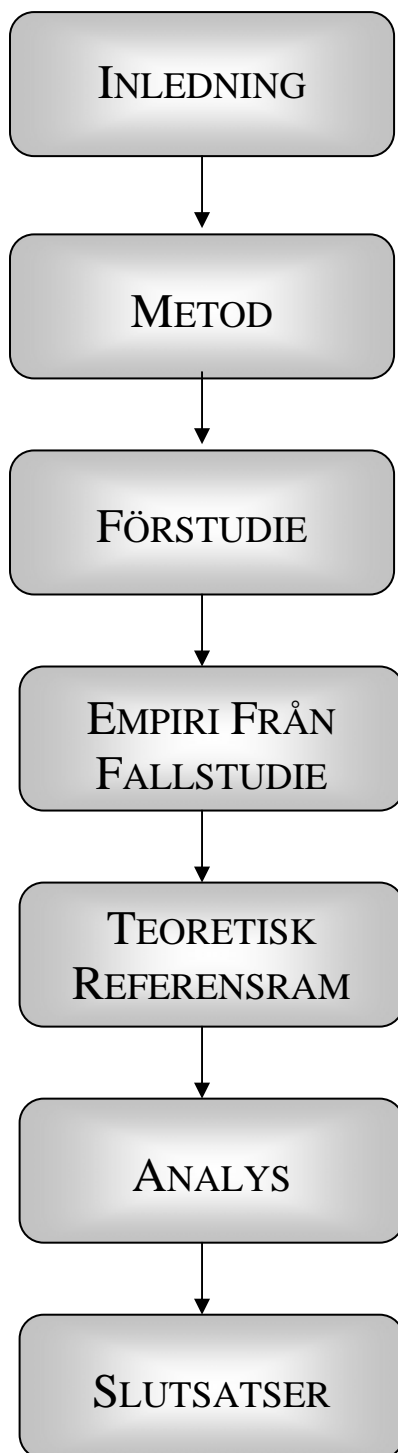 INLEDNING
METOD
FÖRSTUDIE
EMPIRI FRÅN
FALLSTUDIE
TEORETISK
REFERENSRAM
ANALYS
SLUTSATSER